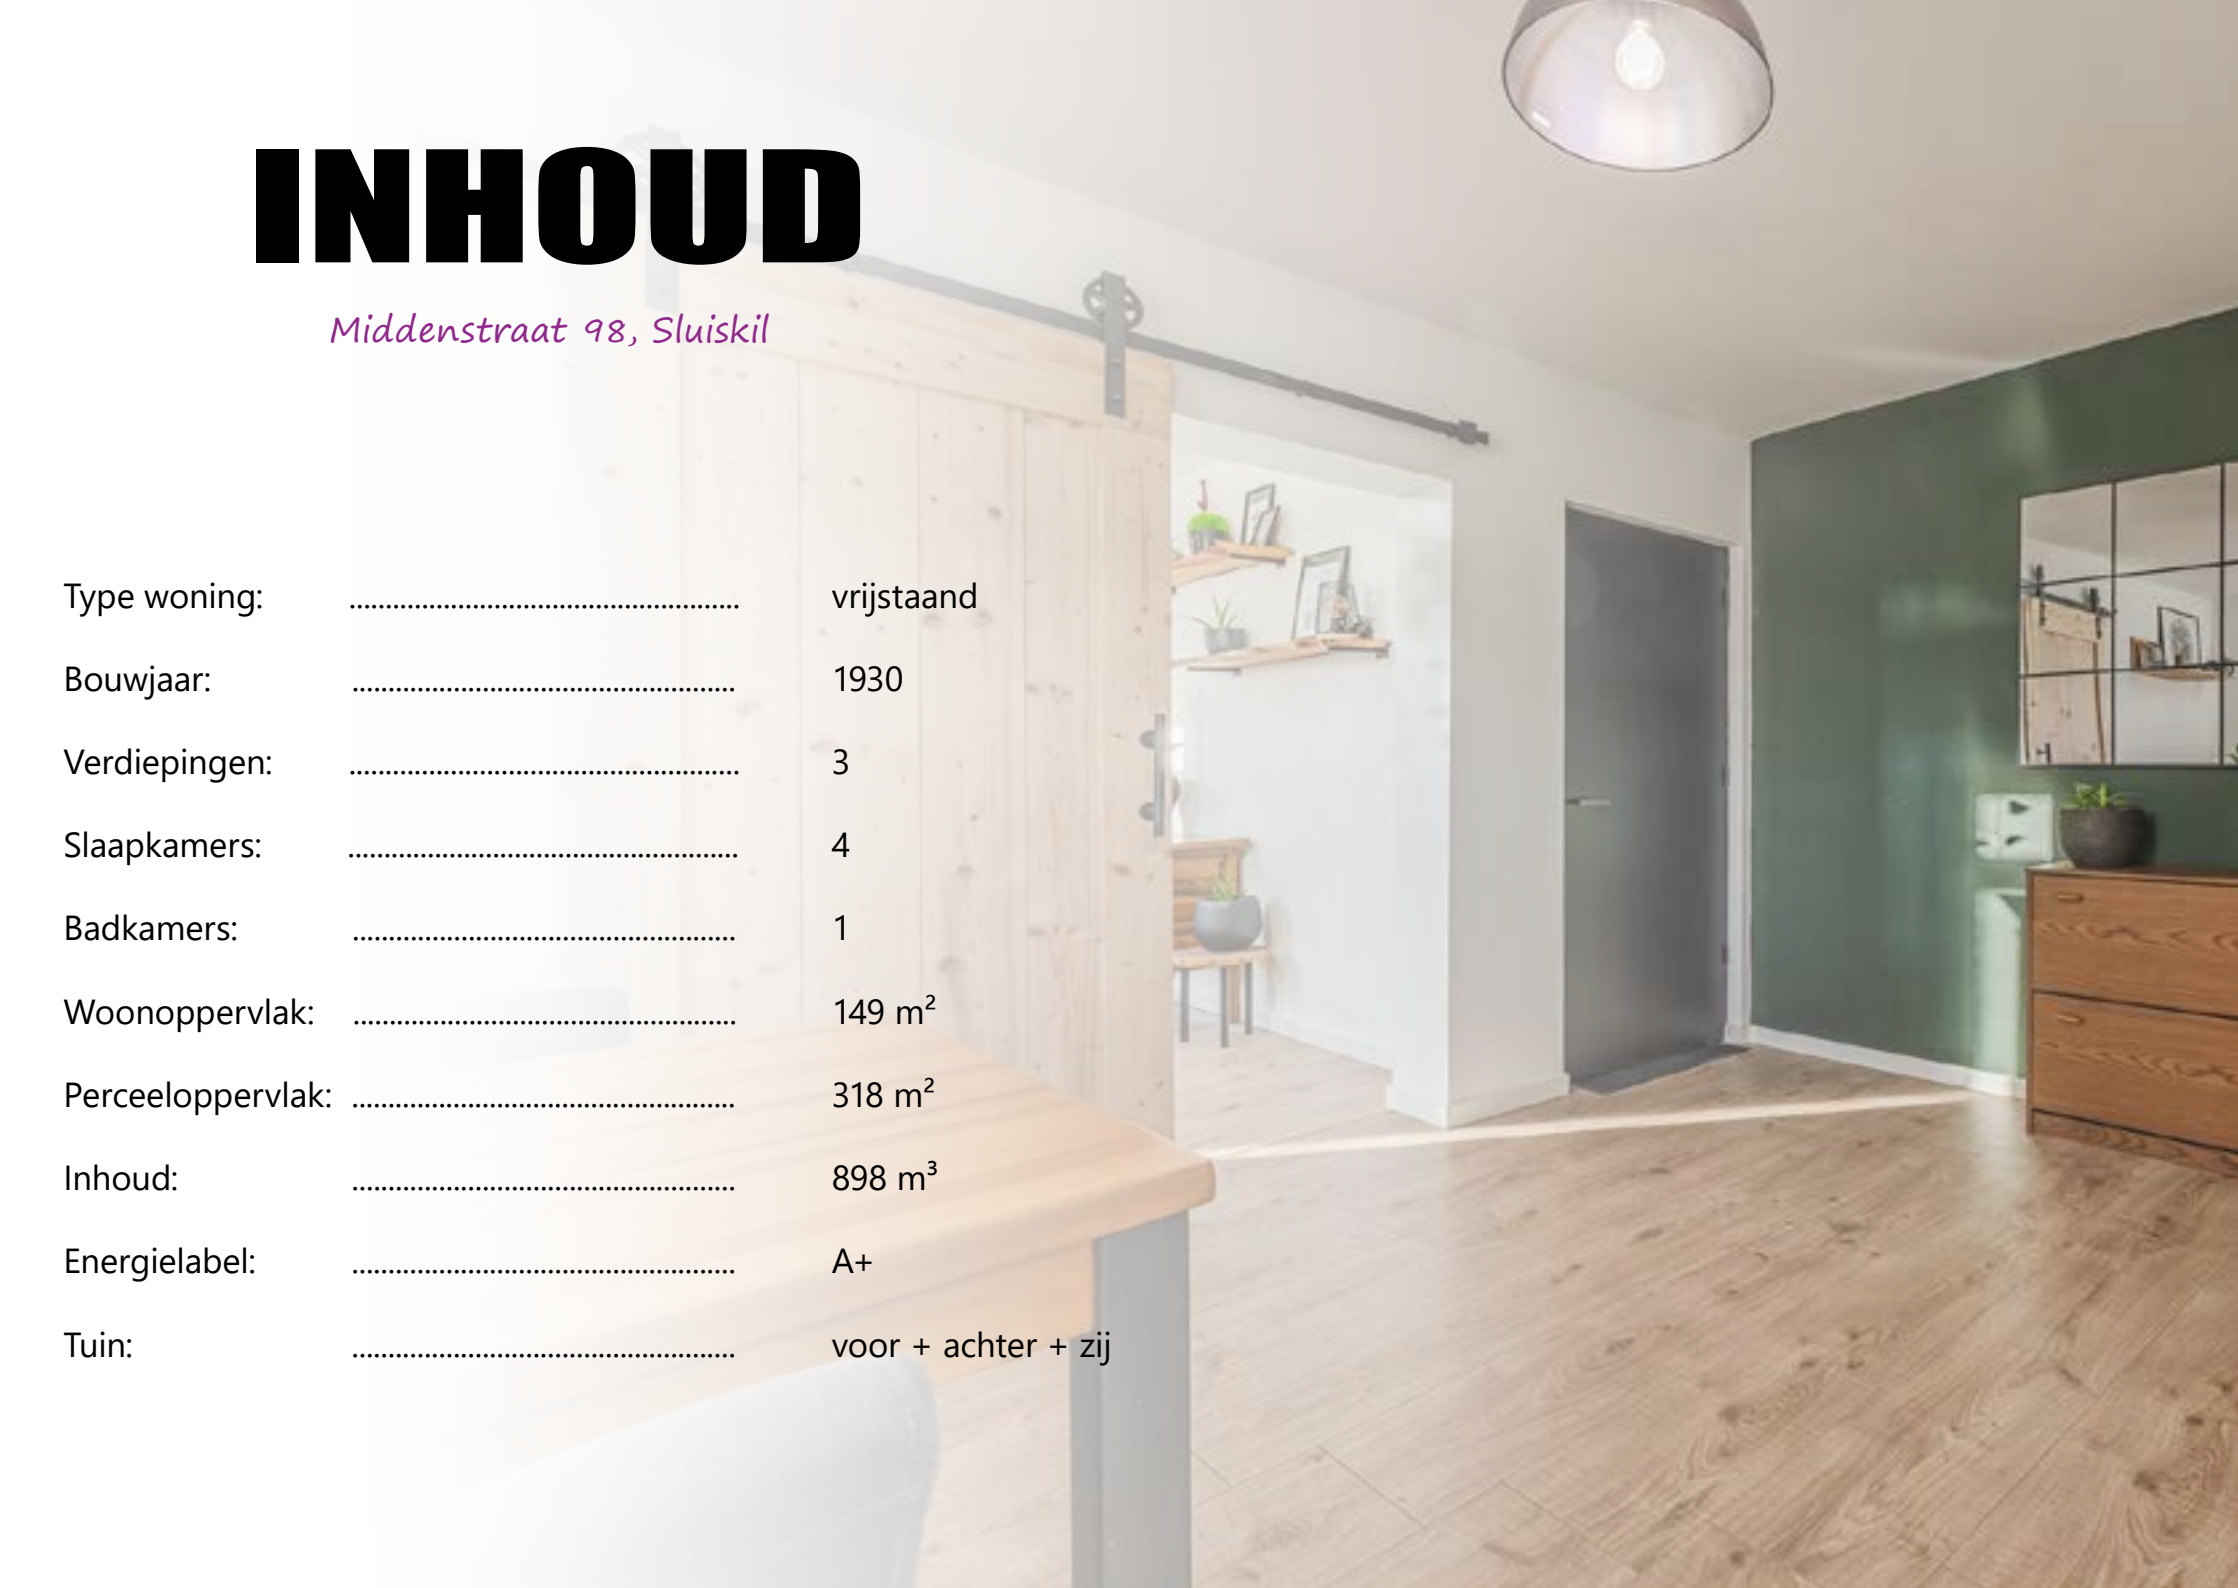 INHOUD
Middenstraat 98, Sluiskil
Type woning: ...................................................... vrijstaand
Bouwjaar: ..................................................... 1930
Verdiepingen: ...................................................... 3
Slaapkamers: ...................................................... 4
Badkamers: ..................................................... 1
Woonoppervlak: ..................................................... 149 m²
Perceeloppervlak: ..................................................... 318 m²
Inhoud: ..................................................... 898 m³
Energielabel: ..................................................... A+
Tuin: ..................................................... voor + achter + zij